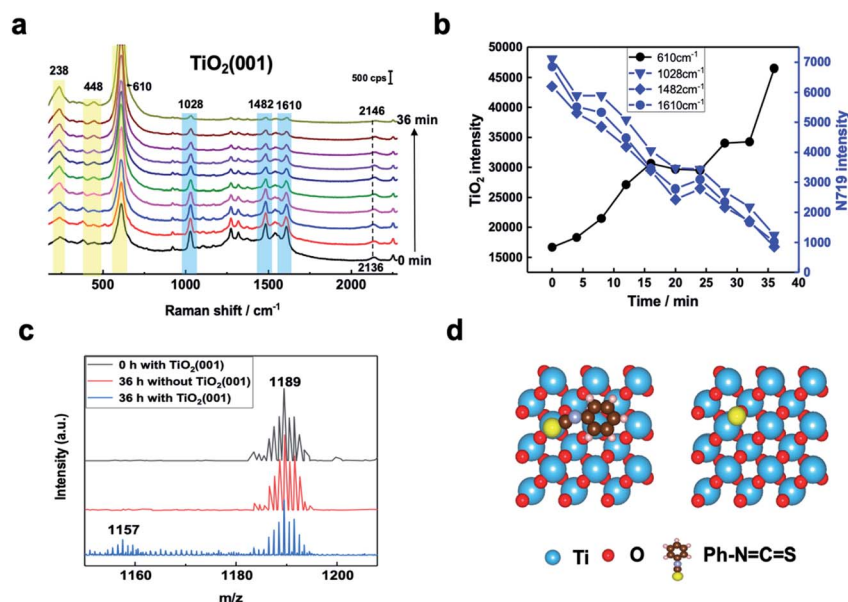 a
TiO₂(001)
500 cps
238
448
610
1028
1482
1610
2146
36 min
0 min
2136
500
1000
1500
2000
Raman shift / cm⁻¹
b
610cm⁻¹
1028cm⁻¹
1482cm⁻¹
1610cm⁻¹
50000
45000
40000
35000
30000
25000
20000
15000
TiO₂ intensity
7000
6000
5000
4000
3000
2000
1000
0
N719 intensity
0 5 10 15 20 25 30 35 40
Time / min
c
0 h with TiO₂(001)
36 h without TiO₂(001)
36 h with TiO₂(001)
1189
1157
Intensity (a.u.)
1160 1180 1200
m/z
d
Ti O Ph-N=C=S